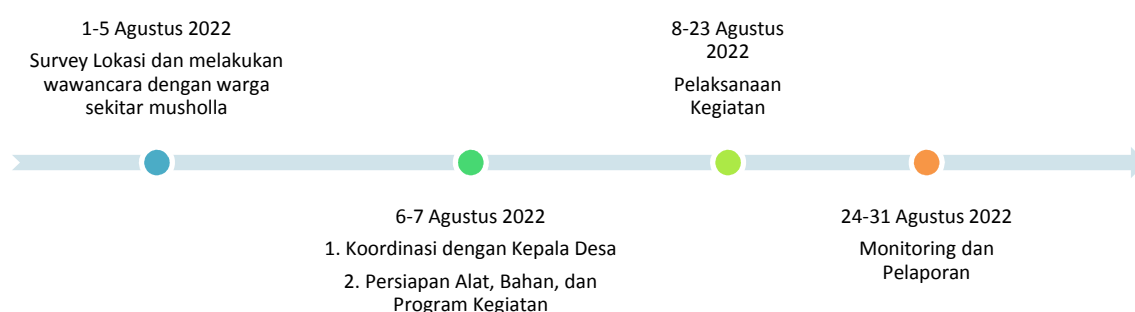 1-5 Agustus 2022
Survey Lokasi dan melakukan
wawancara dengan warga
sekitar musholla
6-7 Agustus 2022
1. Koordinasi dengan Kepala Desa
2. Persiapan Alat, Bahan, dan
Program Kegiatan
8-23 Agustus
2022
Pelaksanaan
Kegiatan
24-31 Agustus 2022
Monitoring dan
Pelaporan